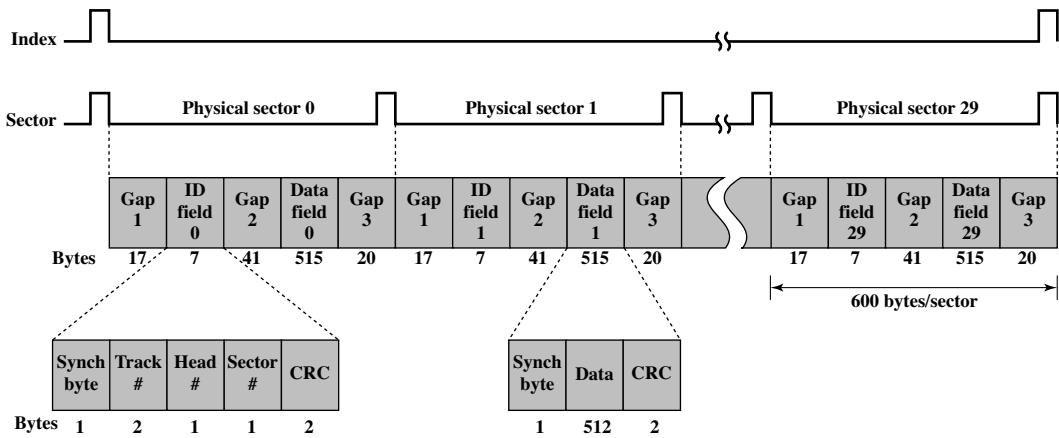 Index
Sector
Physical sector 0
Physical sector 1
Physical sector 29
Gap 1
ID field 0
Gap 2
Data field 0
Gap 3
Gap 1
ID field 1
Gap 2
Data field 1
Gap 3
Gap 1
ID field 29
Gap 2
Data field 29
Gap 3
Bytes 17 7 41 515 20 17 7 41 515 20 17 7 41 515 20
600 bytes/sector
Synch byte
Track #
Head #
Sector #
CRC
Bytes 1 2 1 1 2
Synch byte
Data
CRC
1 512 2